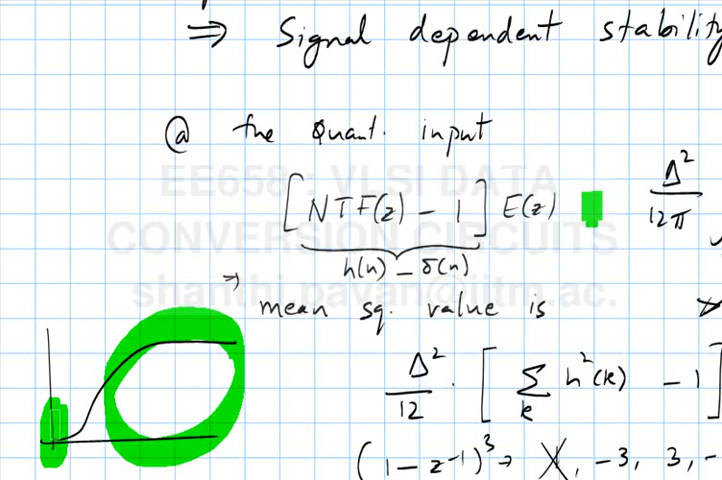 ⇒ Signal dependent stability
@ the Quant. input
[NTF(z) – 1] E(z)
Δ²
12π
h(n) – δ(n)
⇒ mean sq. value is
Δ²/12 · [Σ_k h²(k) – 1]
(1 – z⁻¹)³ → X, -3, 3, -
EE658: VLSI DATA
CONVERSION CIRCUITS
shanthi.pavan@iitm.ac.